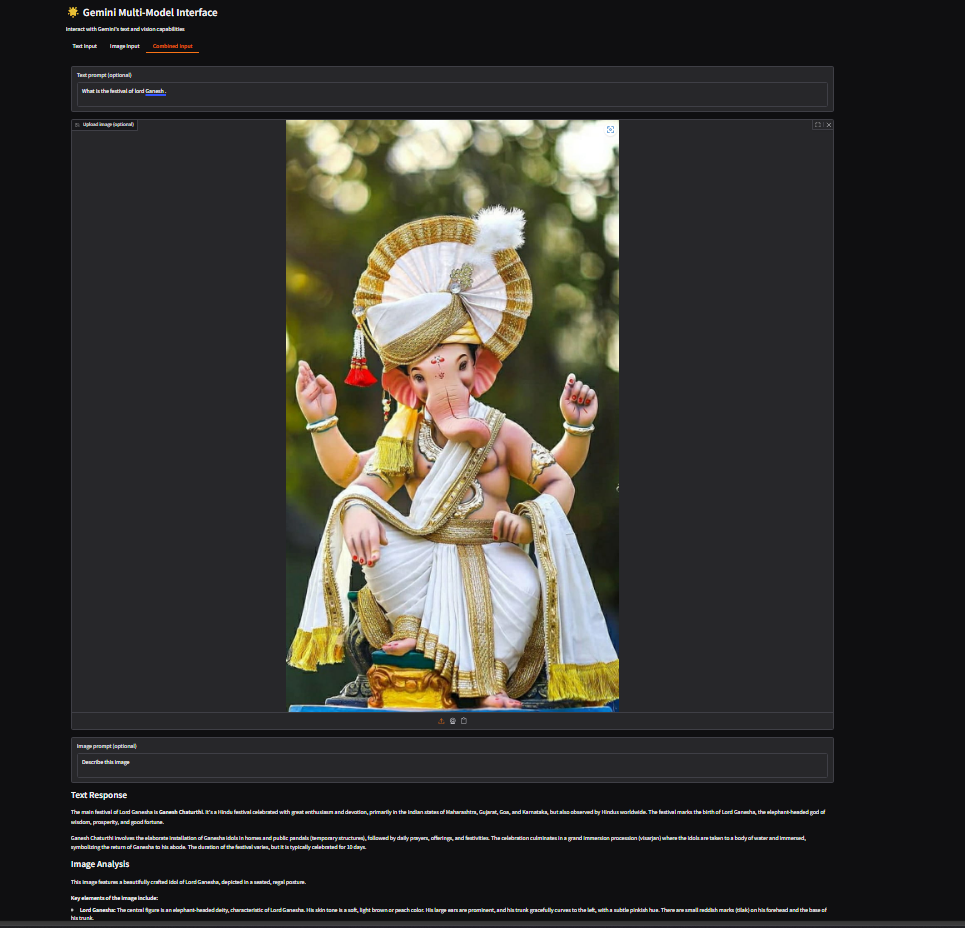 Gemini Multi-Model Interface
Interact with Gemini's text and vision capabilities
Text Input Image Input Combined Input
Text prompt (optional)
What is the festival of lord Ganesh .
Upload image (optional)
Image prompt (optional)
Describe this image
Text Response
The main festival of Lord Ganesha is Ganesh Chaturthi. It's a Hindu festival celebrated with great enthusiasm and devotion, primarily in the Indian states of Maharashtra, Gujarat, Goa, and Karnataka, but also observed by Hindus worldwide. The festival marks the birth of Lord Ganesha, the elephant-headed god of
wisdom, prosperity, and good fortune.
Ganesh Chaturthi involves the elaborate installation of Ganesha idols in homes and public pandals (temporary structures), followed by daily prayers, offerings, and festivities. The celebration culminates in a grand immersion procession (visarjan) where the idols are taken to a body of water and immersed,
symbolizing the return of Ganesha to his abode. The duration of the festival varies, but it is typically celebrated for 10 days.
Image Analysis
This image features a beautifully crafted idol of Lord Ganesha, depicted in a seated, regal posture.
Key elements of the image include:
• Lord Ganesha: The central figure is an elephant-headed deity, characteristic of Lord Ganesha. His skin tone is a soft, light brown or peach color. His large ears are prominent, and his trunk gracefully curves to the left, with a subtle pinkish hue. There are small reddish marks (tilak) on his forehead and the base of
his trunk.